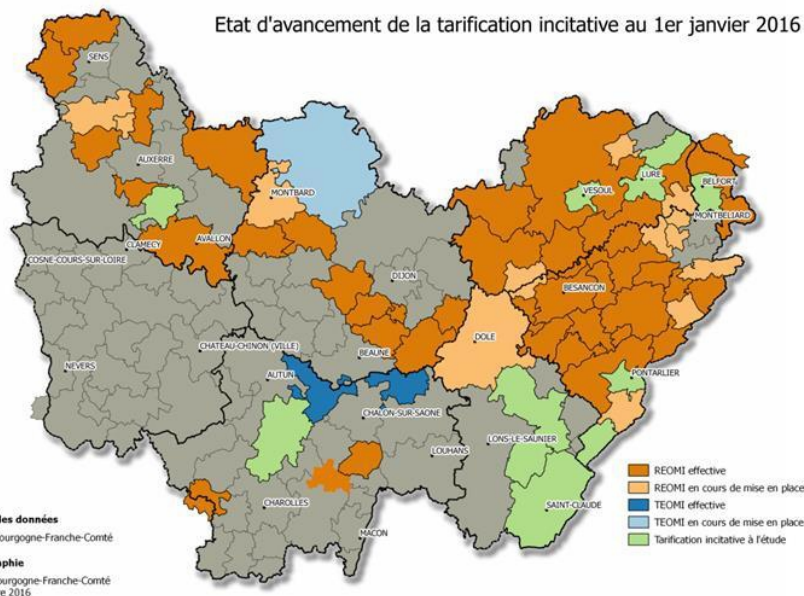 Etat d'avancement de la tarification incitative au 1er janvier 2016
SENS
AUXERRE
MONTBARD
VESOUL
LURE
BELFORT
MONTBELIARD
CLAMECY
AVALLON
COSNE-COURS-SUR-LOIRE
DIJON
BESANCON
DOLE
CHATEAU-CHINON (VILLE)
BEAUNE
NEVERS
AUTUN
PONTARLIER
CHALON-SUR-SAONE
LONS-LE-SAUNIER
LOUHANS
SAINT-CLAUDE
CHAROLLES
MACON
REOMI effective
REOMI en cours de mise en place
TEOMI effective
TEOMI en cours de mise en place
Tarification incitative à l'étude
des données
ourgogne-Franche-Comté
phie
ourgogne-Franche-Comté
re 2016